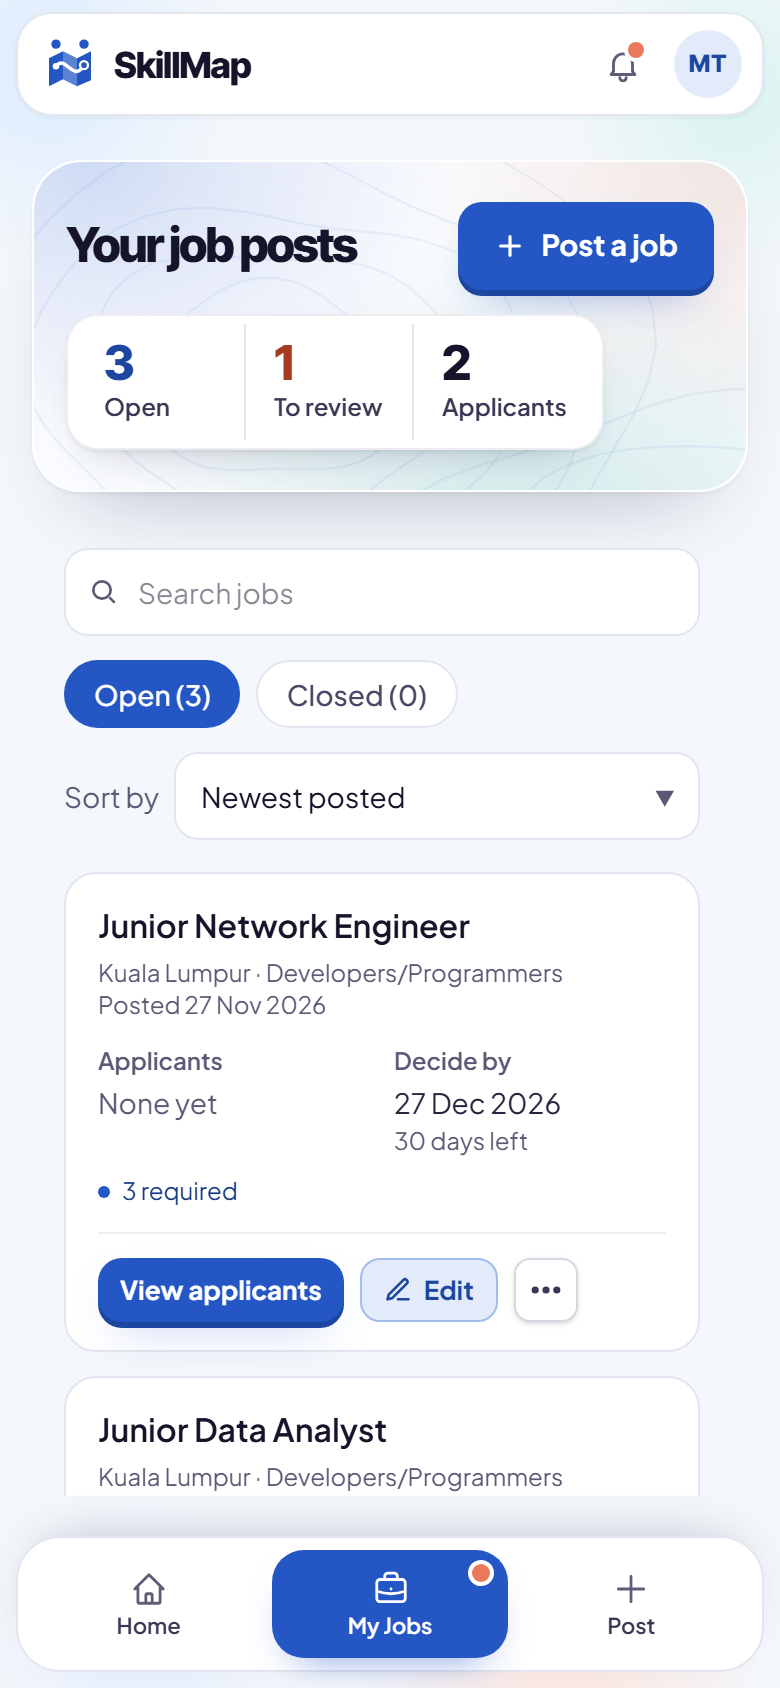 SkillMap
MT
Your job posts
+ Post a job
3
Open
1
To review
2
Applicants
Search jobs
Open (3)
Closed (0)
Sort by
Newest posted
Junior Network Engineer
Kuala Lumpur · Developers/Programmers
Posted 27 Nov 2026
Applicants
None yet
Decide by
27 Dec 2026
30 days left
3 required
View applicants
Edit
Junior Data Analyst
Kuala Lumpur · Developers/Programmers
Home
My Jobs
Post